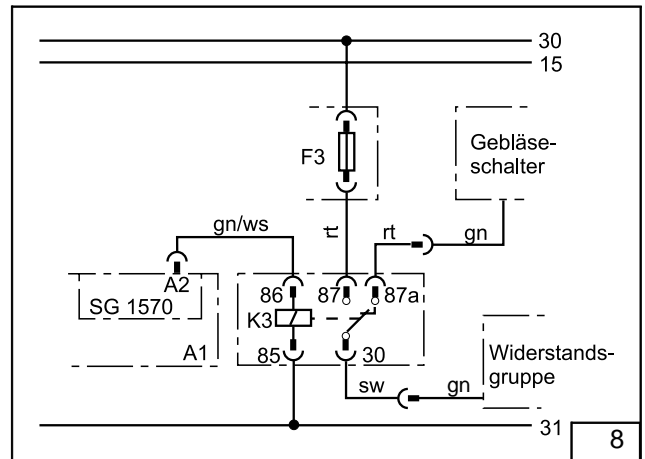 30
15
F3
Gebläse-
schalter
gn/ws
rt
rt
gn
A2
SG 1570
A1
86
87
87a
K3
85
30
Widerstands-
gruppe
sw
gn
31
8